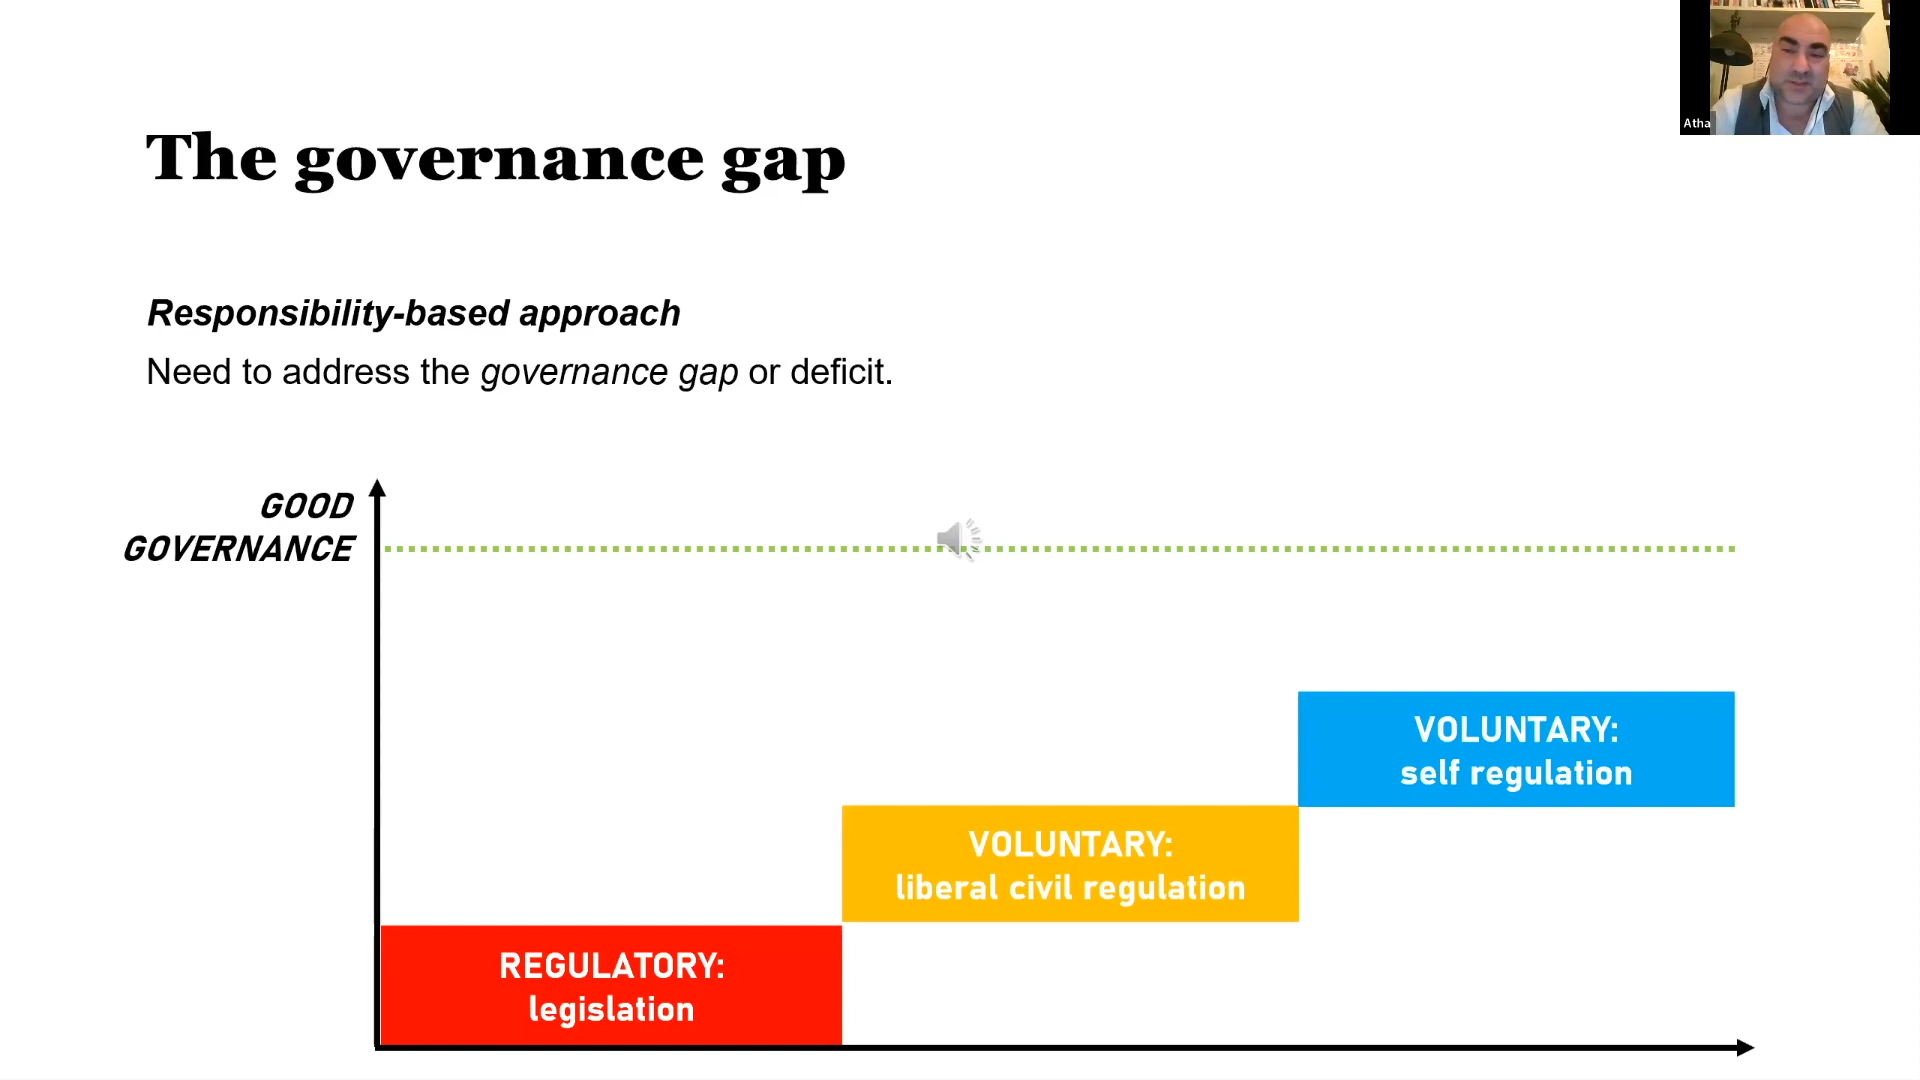 Atha
The governance gap
Responsibility-based approach
Need to address the governance gap or deficit.
GOOD
GOVERNANCE
VOLUNTARY:
self regulation
VOLUNTARY:
liberal civil regulation
REGULATORY:
legislation